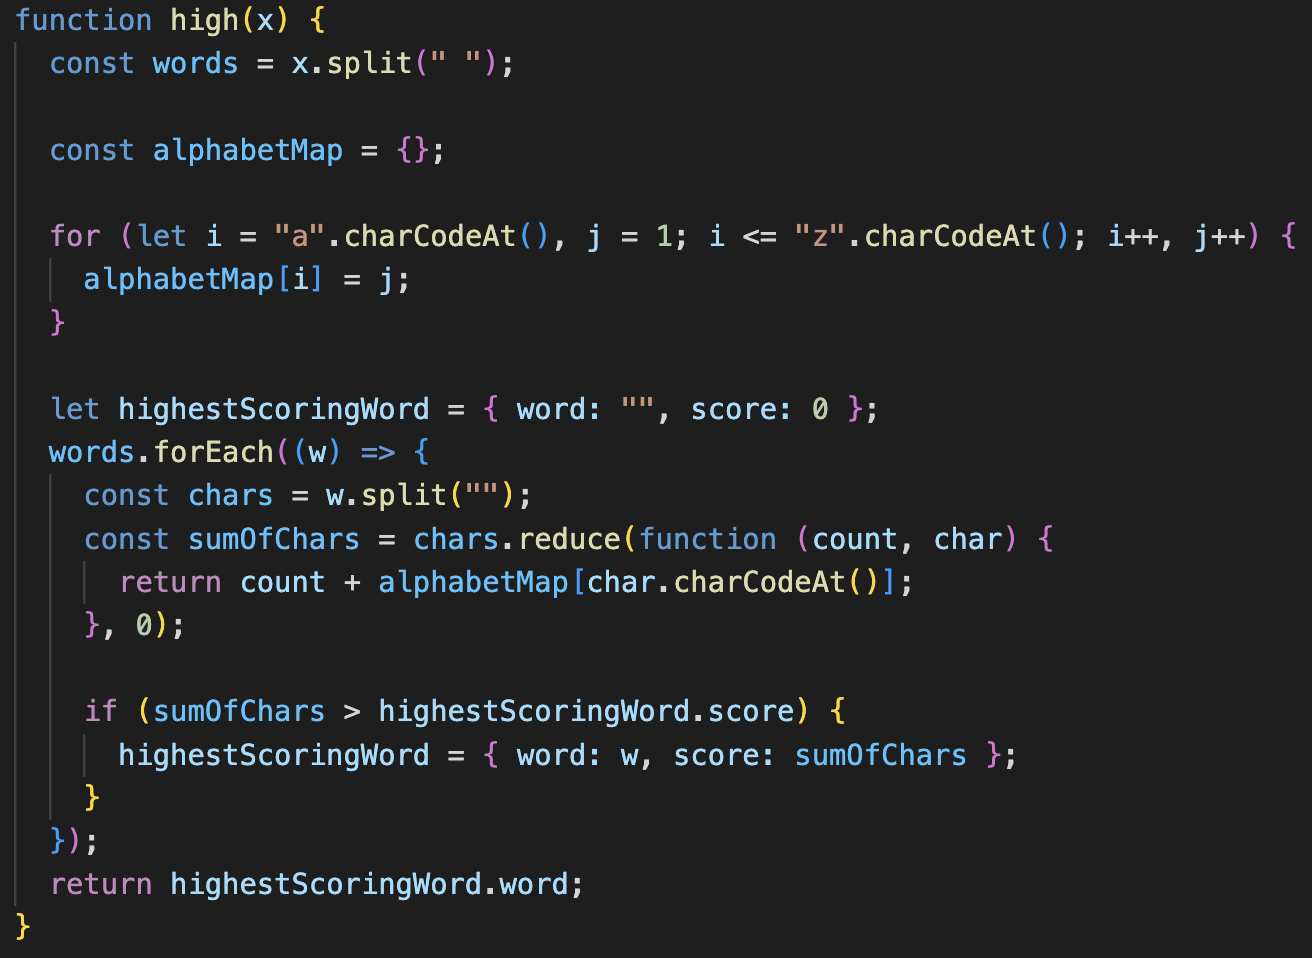 function high(x) {
  const words = x.split(" ");

  const alphabetMap = {};

  for (let i = "a".charCodeAt(), j = 1; i <= "z".charCodeAt(); i++, j++) {
    alphabetMap[i] = j;
  }

  let highestScoringWord = { word: "", score: 0 };
  words.forEach((w) => {
    const chars = w.split("");
    const sumOfChars = chars.reduce(function (count, char) {
      return count + alphabetMap[char.charCodeAt()];
    }, 0);

    if (sumOfChars > highestScoringWord.score) {
      highestScoringWord = { word: w, score: sumOfChars };
    }
  });
  return highestScoringWord.word;
}